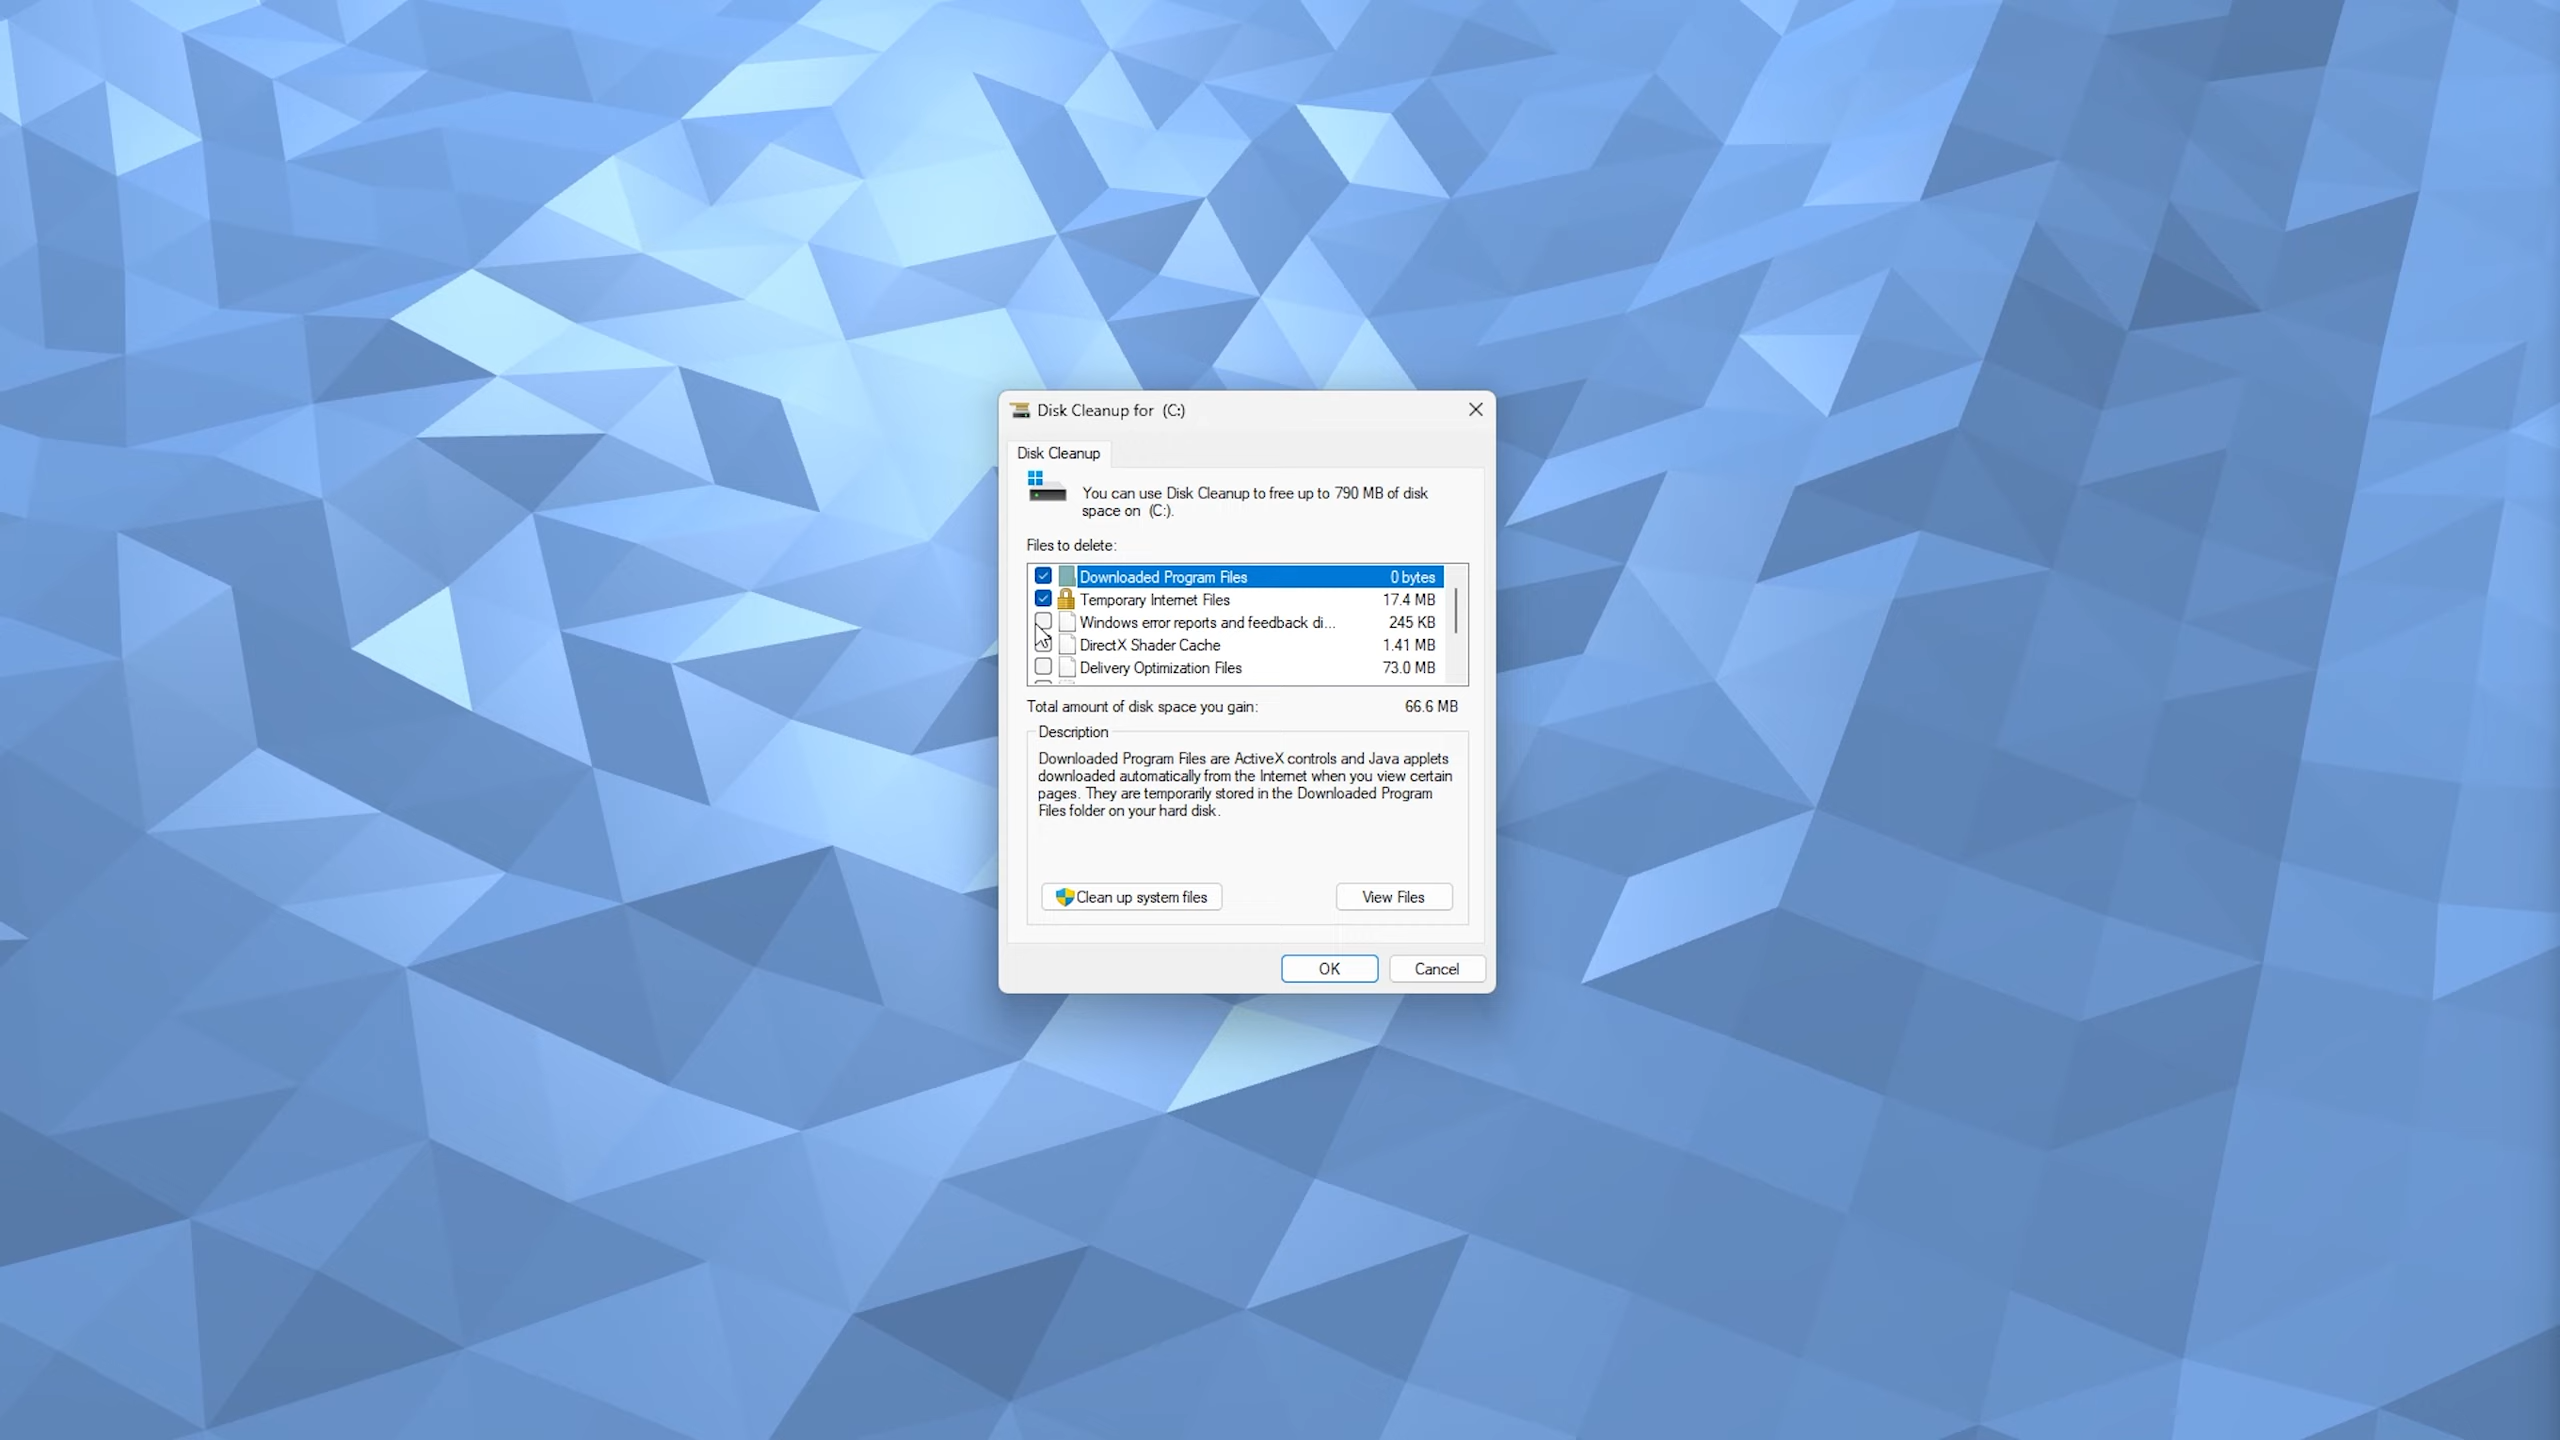 Disk Cleanup for  (C:)
Disk Cleanup
You can use Disk Cleanup to free up to 790 MB of disk
space on  (C:).
Files to delete:
Downloaded Program Files 0 bytes
Temporary Internet Files 17.4 MB
Windows error reports and feedback di... 245 KB
DirectX Shader Cache 1.41 MB
Delivery Optimization Files 73.0 MB
Total amount of disk space you gain: 66.6 MB
Description
Downloaded Program Files are ActiveX controls and Java applets
downloaded automatically from the Internet when you view certain
pages. They are temporarily stored in the Downloaded Program
Files folder on your hard disk.
Clean up system files View Files
OK Cancel